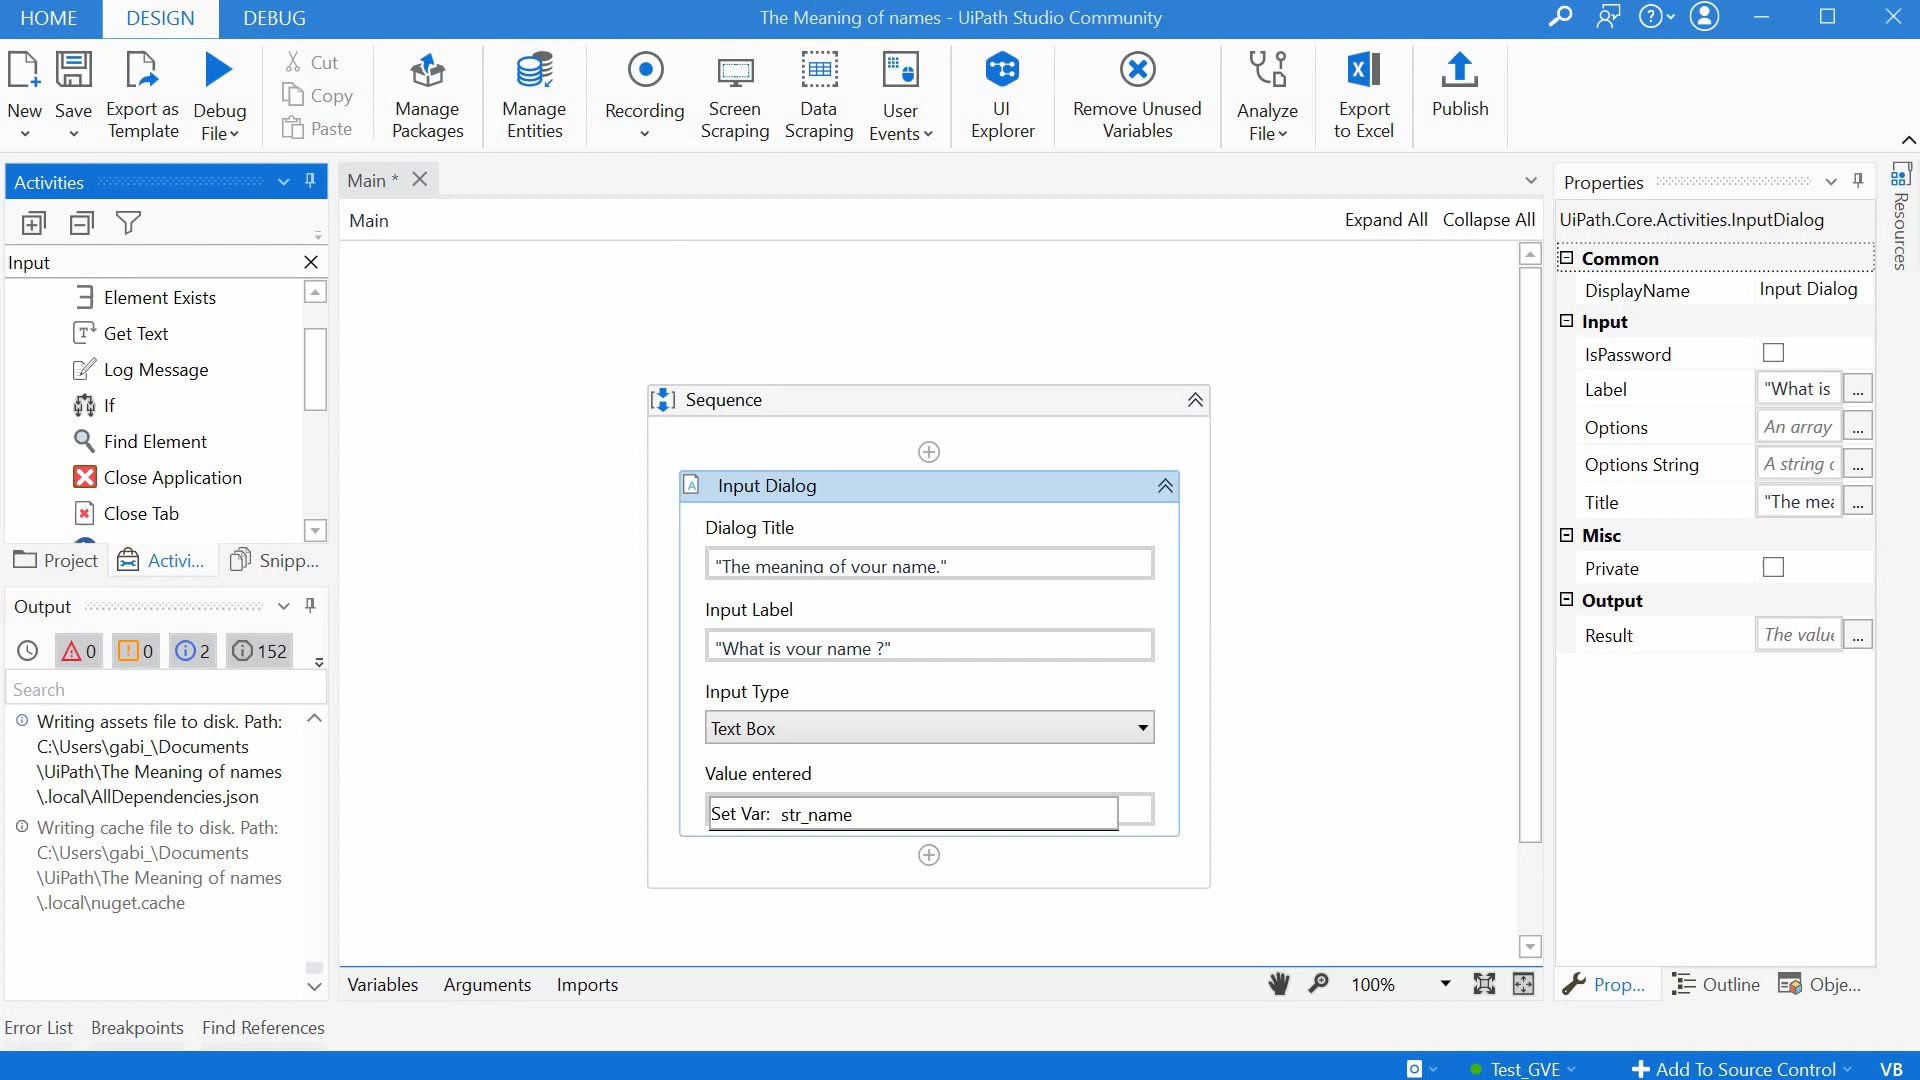 HOME DESIGN DEBUG The Meaning of names - UiPath Studio Community
New Save Export as Template Debug File Cut Copy Paste Manage Packages Manage Entities Recording Screen Scraping Data Scraping User Events UI Explorer Remove Unused Variables Analyze File Export to Excel Publish
Activities
Input
Element Exists
Get Text
Log Message
If
Find Element
Close Application
Close Tab
Project Activi... Snipp...
Output
0 0 2 152
Search
Writing assets file to disk. Path:
C:\Users\gabi_\Documents
\UiPath\The Meaning of names
\.local\AllDependencies.json
Writing cache file to disk. Path:
C:\Users\gabi_\Documents
\UiPath\The Meaning of names
\.local\nuget.cache
Main *
Main Expand All Collapse All
Sequence
Input Dialog
Dialog Title
"The meaning of your name."
Input Label
"What is your name ?"
Input Type
Text Box
Value entered
Set Var: str_name
Variables Arguments Imports 100%
Properties
UiPath.Core.Activities.InputDialog
Common
DisplayName Input Dialog
Input
IsPassword
Label "What is ...
Options An array ...
Options String A string ...
Title "The mea ...
Misc
Private
Output
Result The value ...
Prop... Outline Obje...
Resources
Error List Breakpoints Find References
Test_GVE Add To Source Control VB